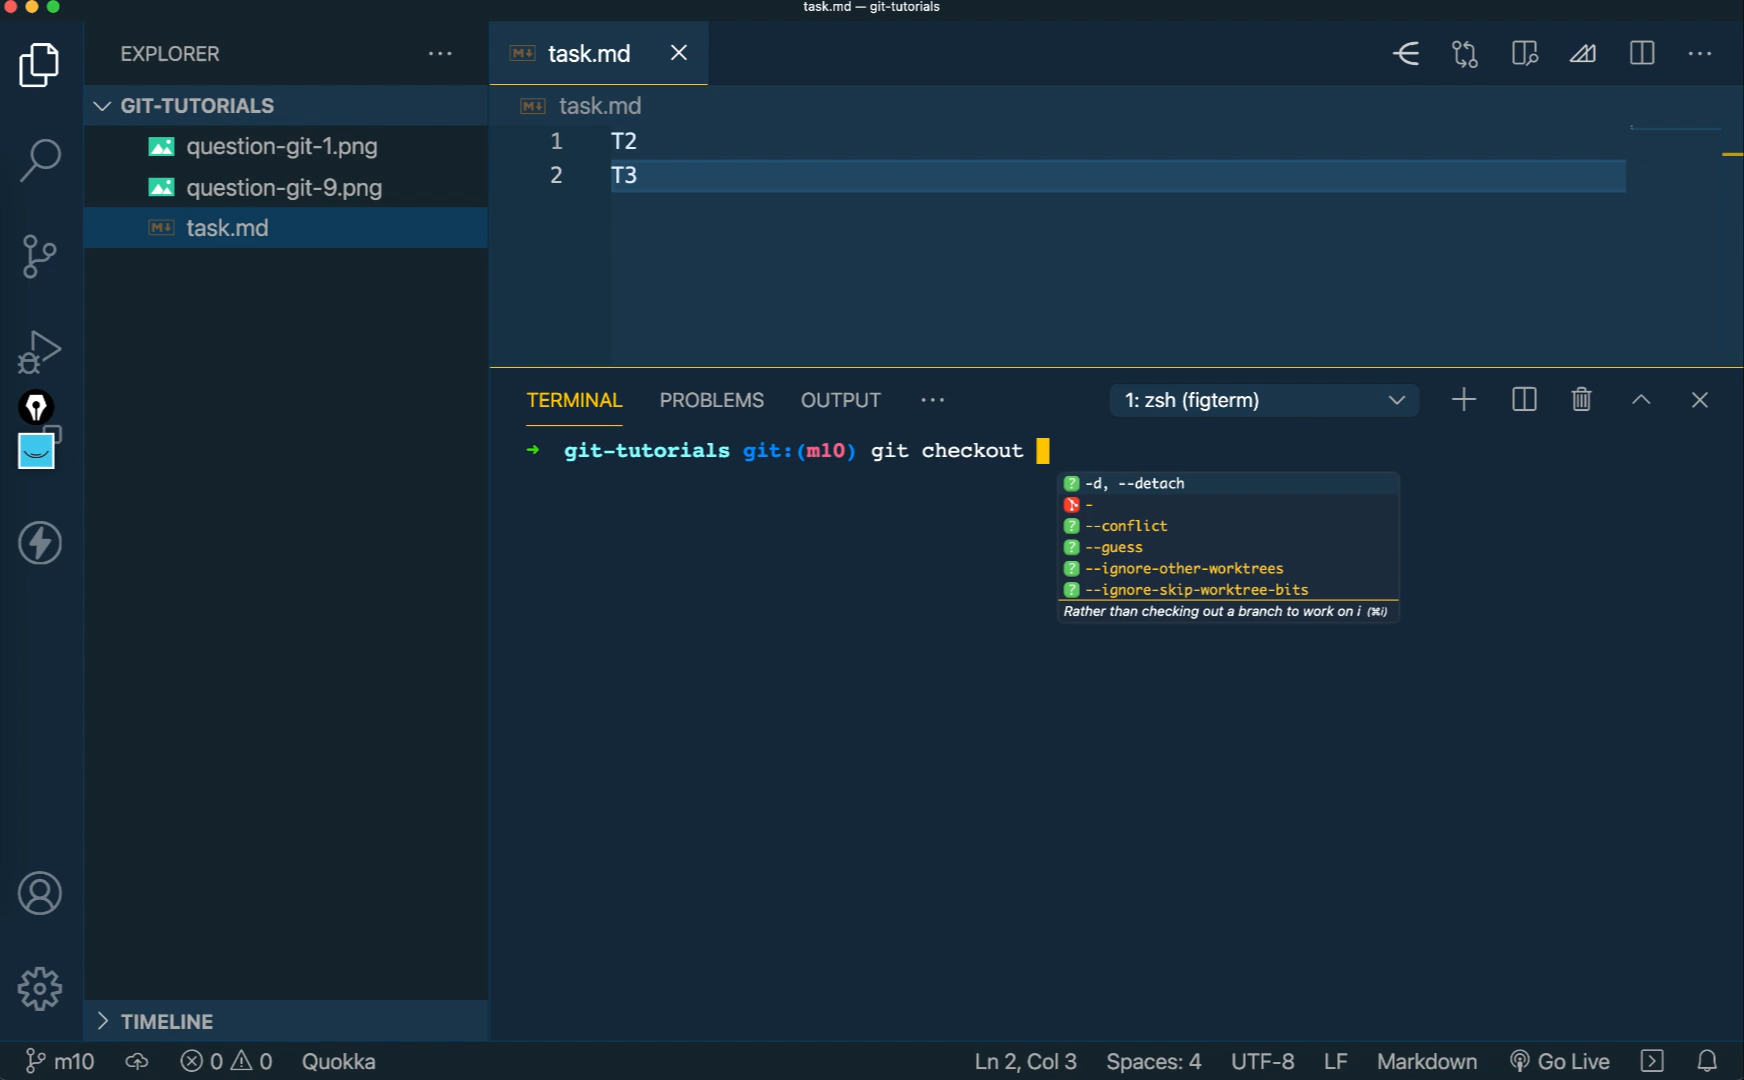 task.md — git-tutorials
EXPLORER
task.md
GIT-TUTORIALS
task.md
question-git-1.png
question-git-9.png
task.md
1 T2
2 T3
TERMINAL PROBLEMS OUTPUT
1: zsh (figterm)
➜ git-tutorials git:(m10) git checkout
-d, --detach
-
--conflict
--guess
--ignore-other-worktrees
--ignore-skip-worktree-bits
Rather than checking out a branch to work on i (⌘i)
TIMELINE
m10 0 0 Quokka Ln 2, Col 3 Spaces: 4 UTF-8 LF Markdown Go Live